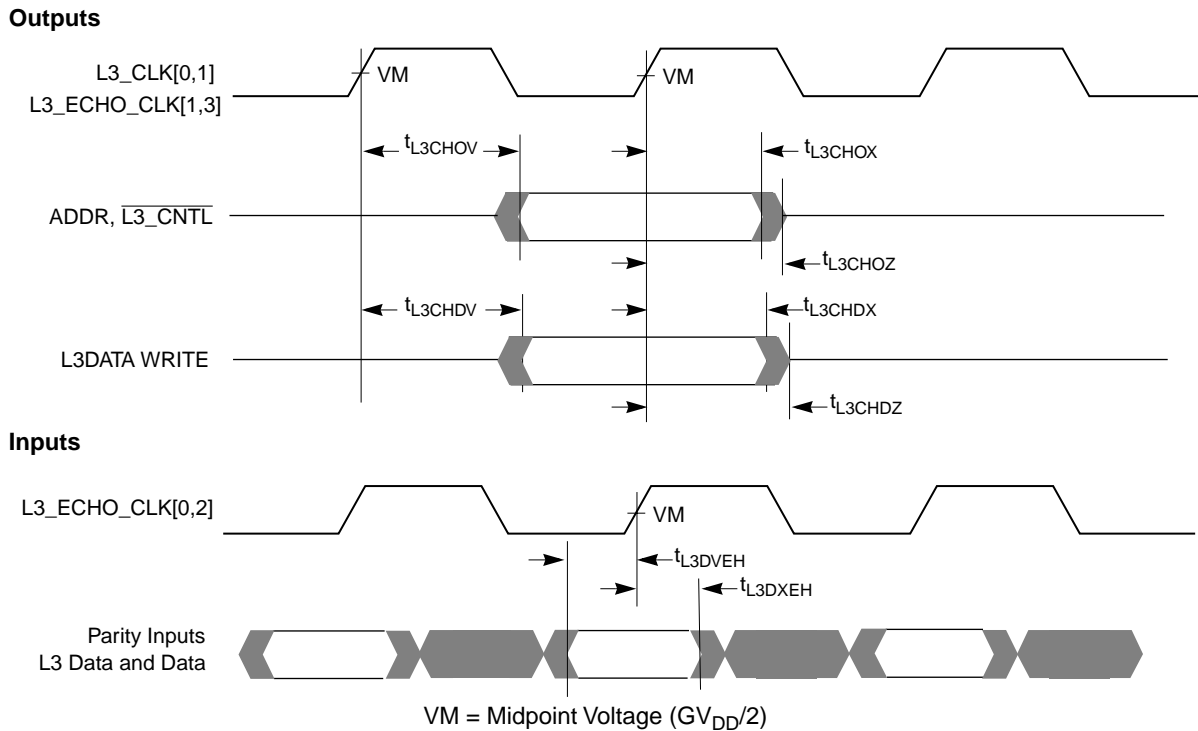 Outputs
L3_CLK[0,1]
VM
VM
L3_ECHO_CLK[1,3]
tL3CHOV
tL3CHOX
ADDR, L3_CNTL
tL3CHOZ
tL3CHDV
tL3CHDX
L3DATA WRITE
tL3CHDZ
Inputs
L3_ECHO_CLK[0,2]
VM
tL3DVEH
tL3DXEH
Parity Inputs
L3 Data and Data
VM = Midpoint Voltage (GVDD/2)